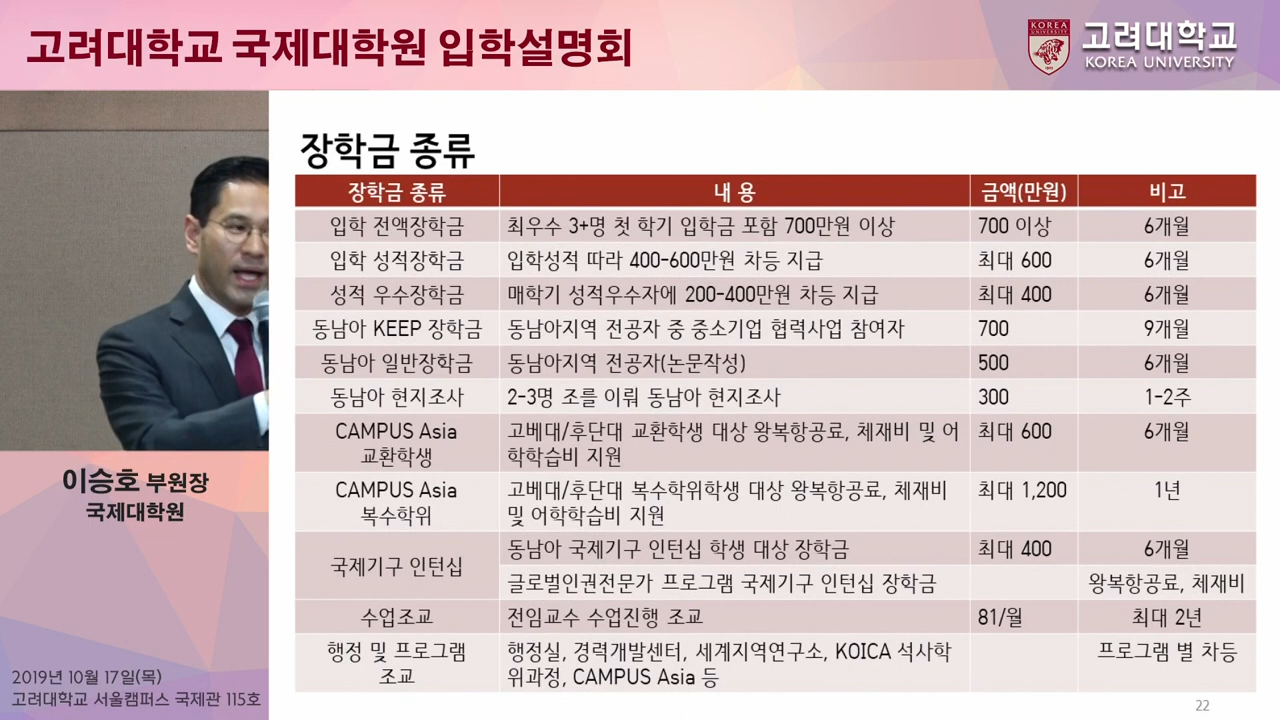 고려대학교 국제대학원 입학설명회
KOREA UNIVERSITY
고려대학교
KOREA UNIVERSITY
장학금 종류
장학금 종류 내 용 금액(만원) 비고
입학 전액장학금 최우수 3+명 첫 학기 입학금 포함 700만원 이상 700 이상 6개월
입학 성적장학금 입학성적 따라 400-600만원 차등 지급 최대 600 6개월
성적 우수장학금 매학기 성적우수자에 200-400만원 차등 지급 최대 400 6개월
동남아 KEEP 장학금 동남아지역 전공자 중 중소기업 협력사업 참여자 700 9개월
동남아 일반장학금 동남아지역 전공자(논문작성) 500 6개월
동남아 현지조사 2-3명 조를 이뤄 동남아 현지조사 300 1-2주
CAMPUS Asia 고베대/후단대 교환학생 대상 왕복항공료, 체재비 및 어 최대 600 6개월
교환학생 학학습비 지원
CAMPUS Asia 고베대/후단대 복수학위학생 대상 왕복항공료, 체재비 최대 1,200 1년
복수학위 및 어학학습비 지원
국제기구 인턴십 동남아 국제기구 인턴십 학생 대상 장학금 최대 400 6개월
글로벌인권전문가 프로그램 국제기구 인턴십 장학금 왕복항공료, 체재비
수업조교 전임교수 수업진행 조교 81/월 최대 2년
행정 및 프로그램 행정실, 경력개발센터, 세계지역연구소, KOICA 석사학 프로그램 별 차등
조교 위과정, CAMPUS Asia 등
이승호 부원장
국제대학원
2019년 10월 17일(목)
고려대학교 서울캠퍼스 국제관 115호
22